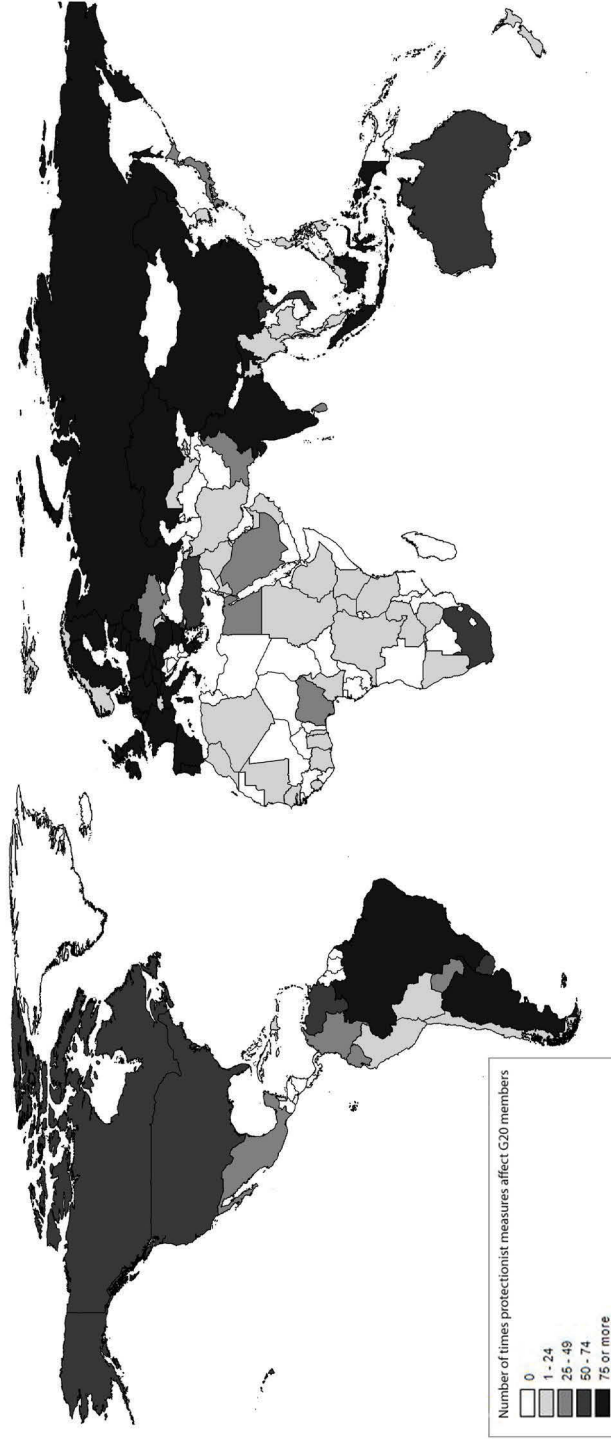 Number of times protectionist measures affect G20 members
0
1 - 24
25 - 49
50 - 74
75 or more